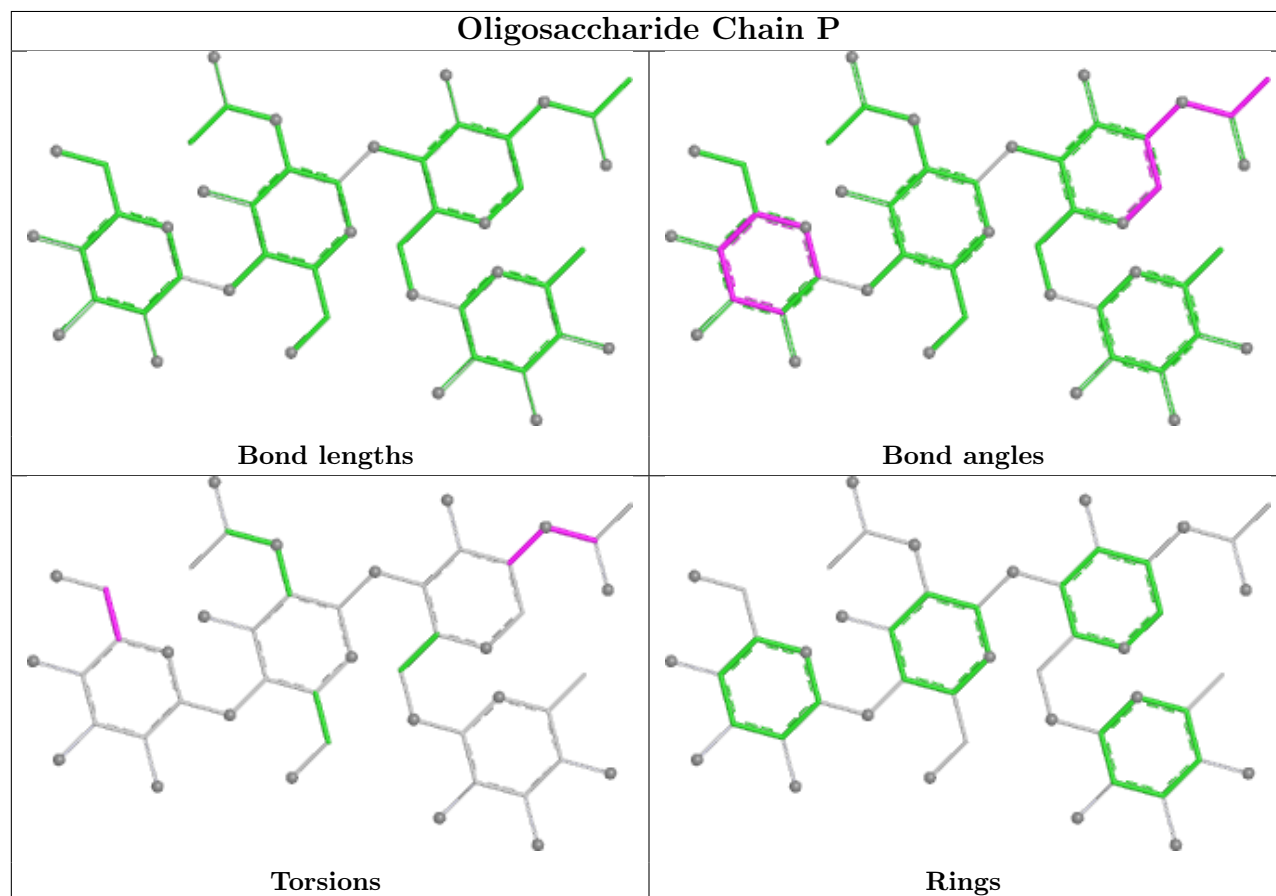 Oligosaccharide Chain P
Bond lengths
Bond angles
Torsions
Rings